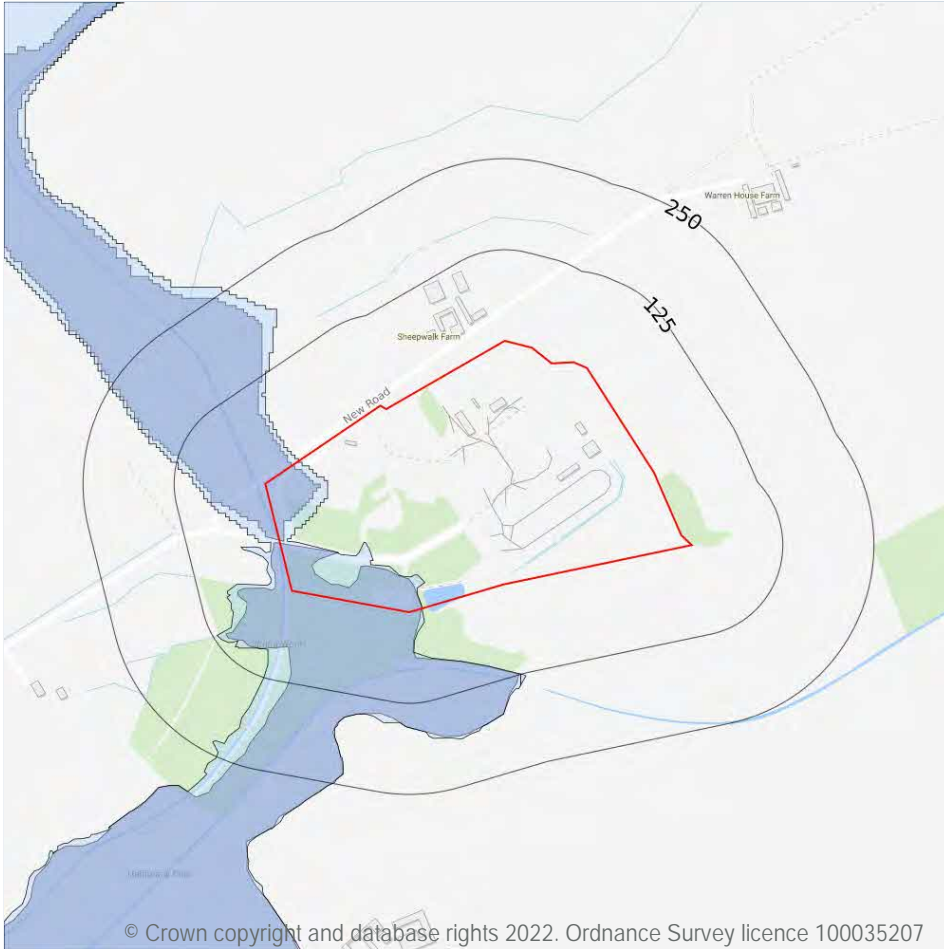 Warren House Farm
250
125
Sheepwalk Farm
New Road
© Crown copyright and database rights 2022. Ordnance Survey licence 100035207